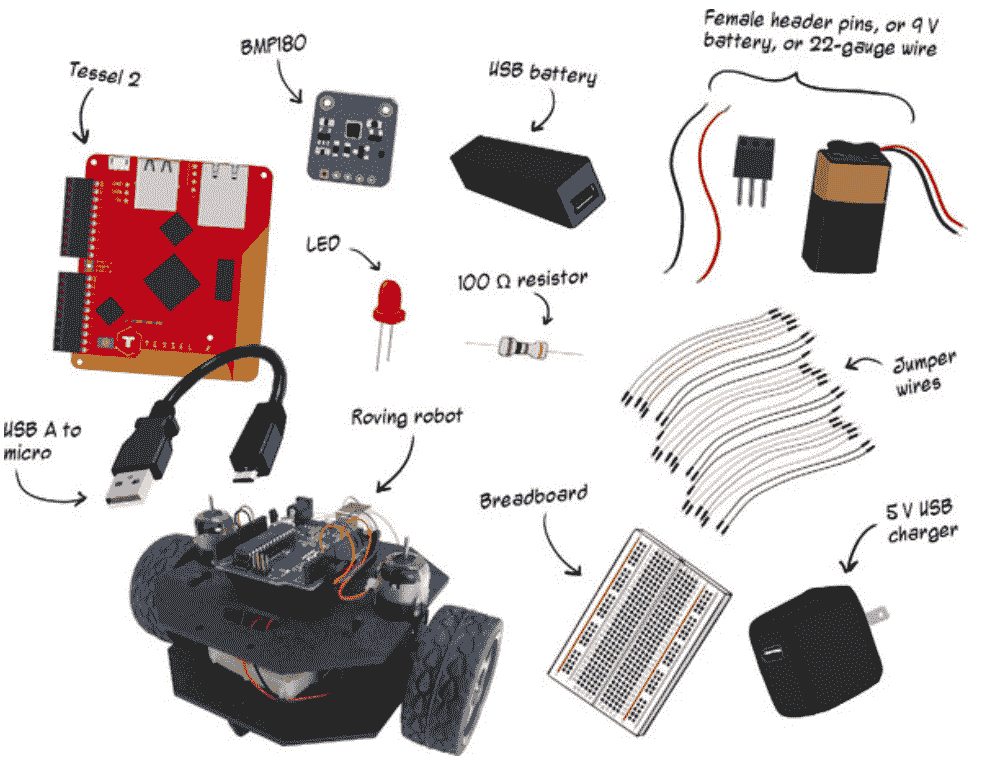 Female header pins, or 9 V
battery, or 22-gauge wire
BMP180
USB battery
Tessel 2
LED
100 Ω resistor
TESSEL 2
Jumper
wires
Roving robot
USB A to
micro
Breadboard
5 V USB
charger